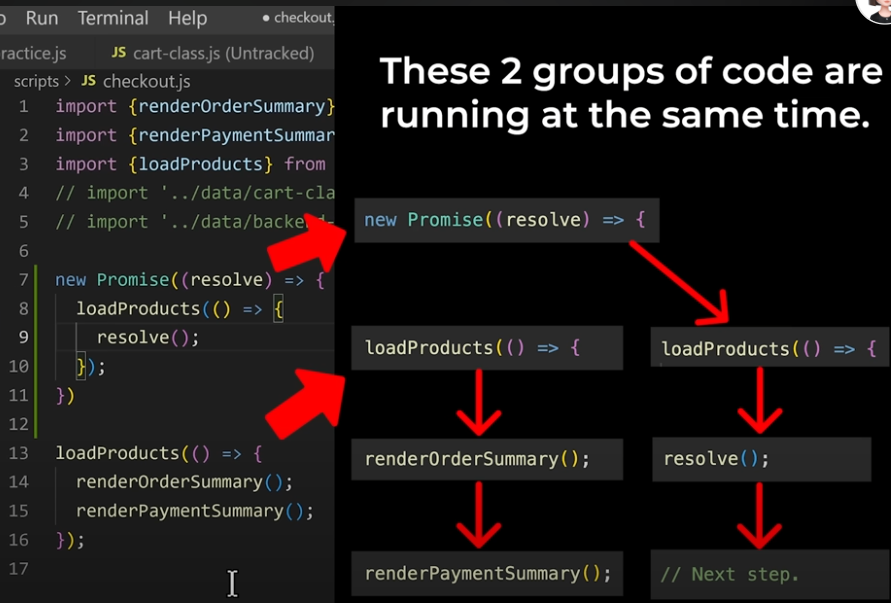 Run Terminal Help ● checkout.
ractice.js JS cart-class.js (Untracked)
scripts > JS checkout.js
1 import {renderOrderSummary}
2 import {renderPaymentSummar
3 import {loadProducts} from
4 // import '../data/cart-cla
5 // import '../data/backend-
6
7 new Promise((resolve) => {
8 loadProducts(() => {
9 resolve();
10 });
11 })
12
13 loadProducts(() => {
14 renderOrderSummary();
15 renderPaymentSummary();
16 });
17
These 2 groups of code are
running at the same time.
new Promise((resolve) => {
loadProducts(() => {
renderOrderSummary();
renderPaymentSummary();
loadProducts(() => {
resolve();
// Next step.